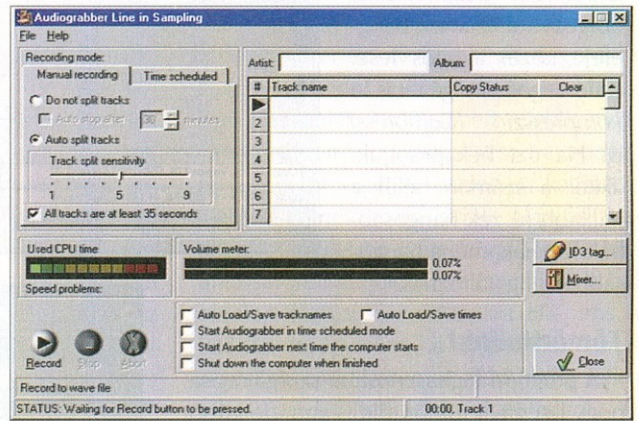 Audiograbber Line in Sampling
File Help
Recording mode:
Manual recording
Time scheduled
Do not split tracks
Auto stop after 30 minutes
Auto split tracks
Track split sensitivity
1 5 9
All tracks are at least 35 seconds
Artist:
Album:
# Track name Copy Status Clear
2
3
4
5
6
7
Used CPU time
Speed problems:
Volume meter:
0.07%
0.07%
ID3 tag...
Mixer...
Record Stop Abort
Auto Load/Save tracknames
Auto Load/Save times
Start Audiograbber in time scheduled mode
Start Audiograbber next time the computer starts
Shut down the computer when finished
Close
Record to wave file
STATUS: Waiting for Record button to be pressed.
00:00, Track 1